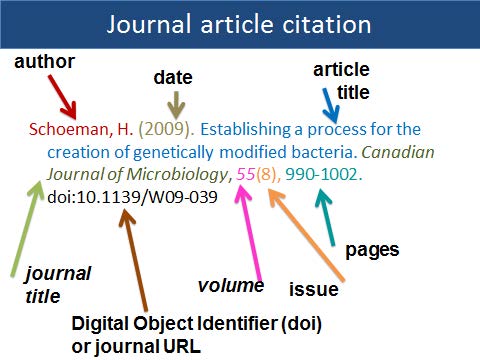 Journal article citation
author
date
article
title
Schoeman, H. (2009). Establishing a process for the
creation of genetically modified bacteria. Canadian
Journal of Microbiology, 55(8), 990-1002.
doi:10.1139/W09-039
pages
journal
title
volume
issue
Digital Object Identifier (doi)
or journal URL